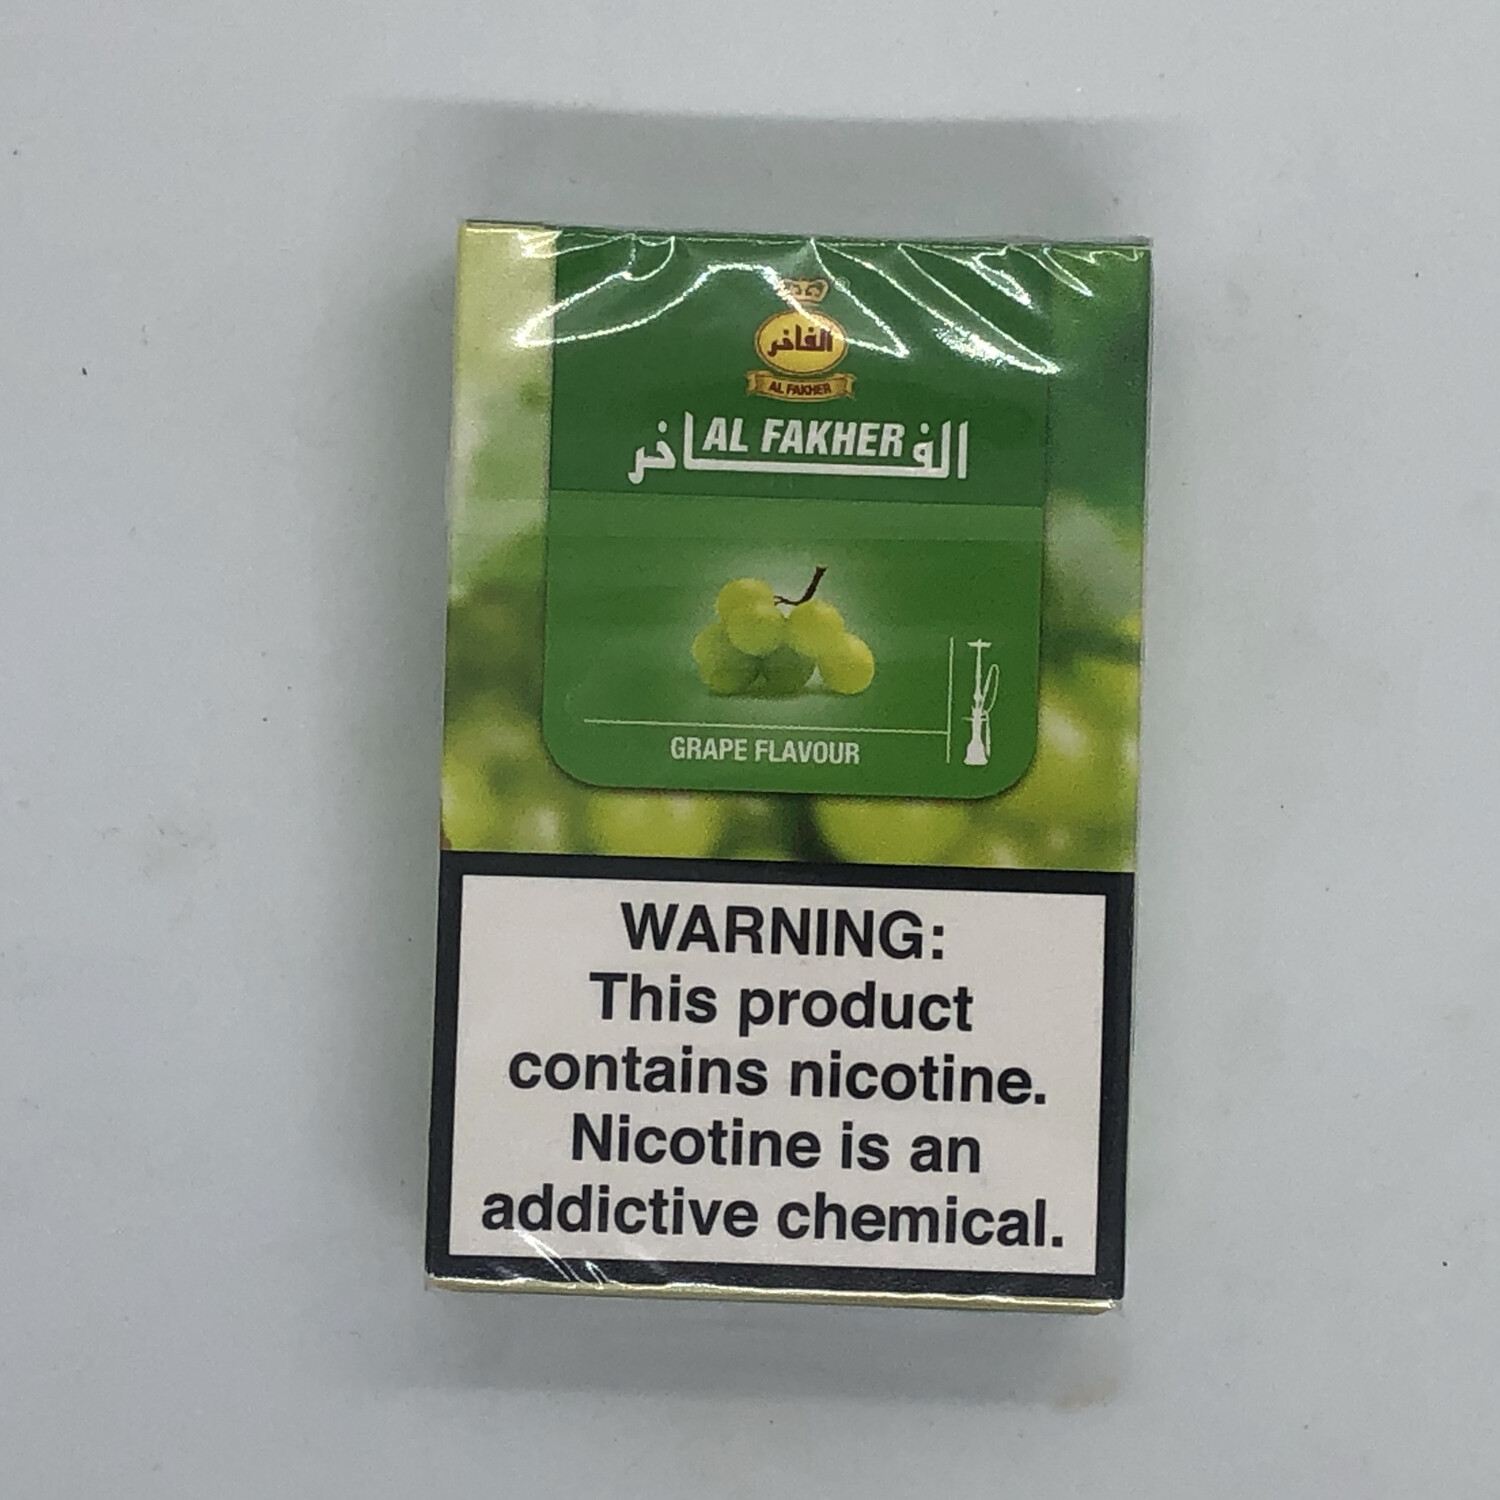 الفاخر
AL FAKHER
الفاخر
AL FAKHER
GRAPE FLAVOUR
WARNING:
This product
contains nicotine.
Nicotine is an
addictive chemical.